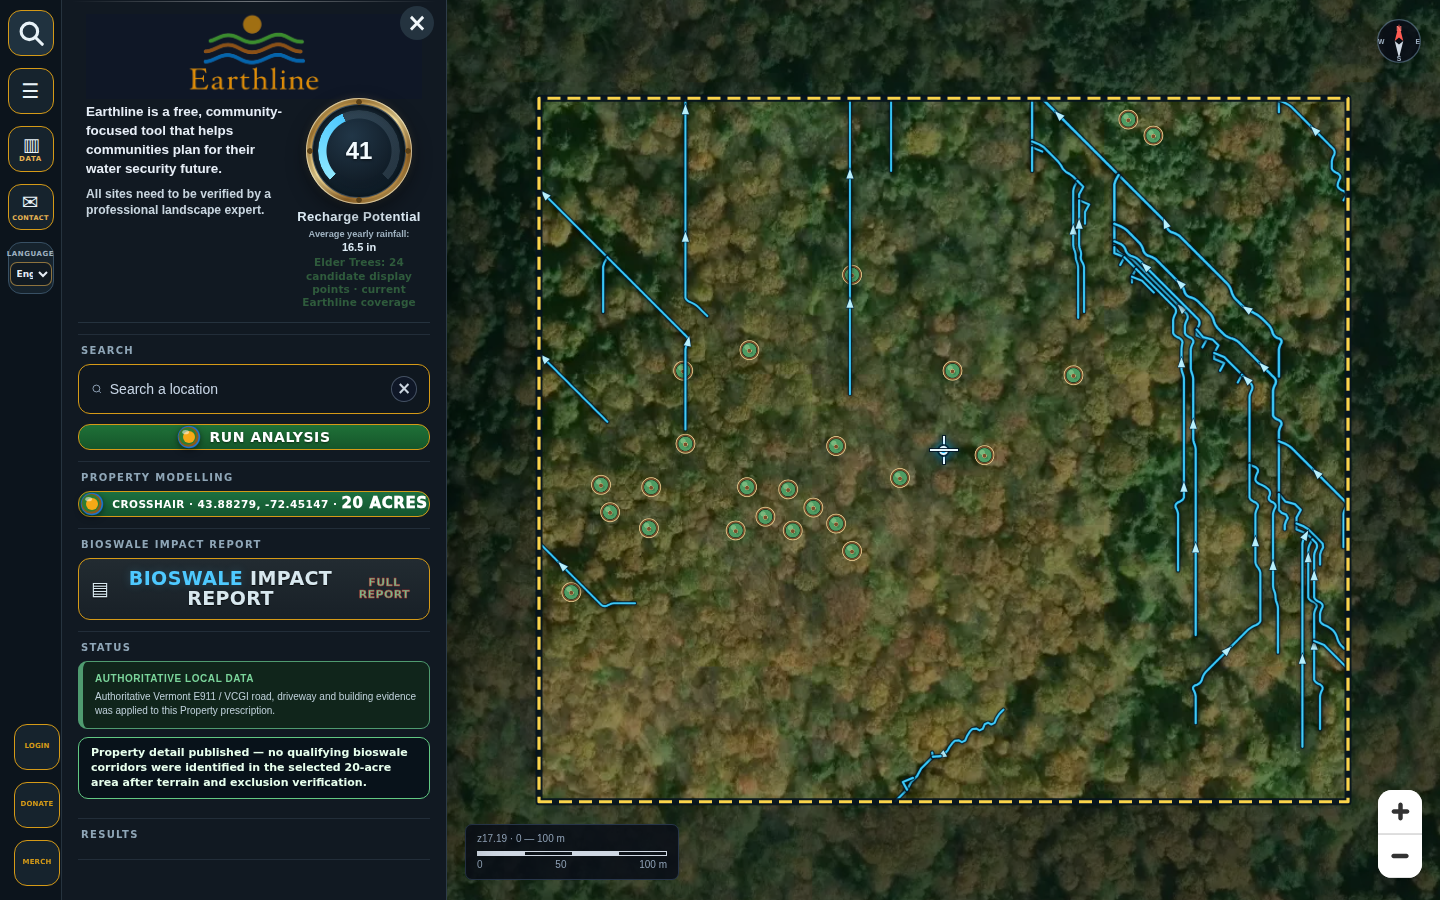 DATA
CONTACT
LANGUAGE
Eng
LOGIN
DONATE
MERCH
Earthline
Earthline is a free, community-
focused tool that helps
communities plan for their
water security future.
All sites need to be verified by a
professional landscape expert.
41
Recharge Potential
Average yearly rainfall:
16.5 in
Elder Trees: 24
candidate display
points · current
Earthline coverage
SEARCH
Search a location
RUN ANALYSIS
PROPERTY MODELLING
CROSSHAIR · 43.88279, -72.45147 · 20 ACRES
BIOSWALE IMPACT REPORT
BIOSWALE IMPACT
REPORT
FULL
REPORT
STATUS
AUTHORITATIVE LOCAL DATA
Authoritative Vermont E911 / VCGI road, driveway and building evidence
was applied to this Property prescription.
Property detail published — no qualifying bioswale
corridors were identified in the selected 20-acre
area after terrain and exclusion verification.
RESULTS
W E
S
z17.19 · 0 — 100 m
0 50 100 m